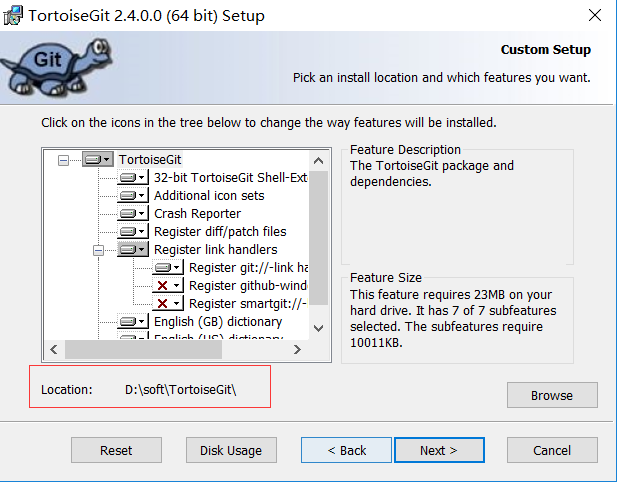 TortoiseGit 2.4.0.0 (64 bit) Setup
Git
Custom Setup
Pick an install location and which features you want.
Click on the icons in the tree below to change the way features will be installed.
TortoiseGit
32-bit TortoiseGit Shell-Ext
Additional icon sets
Crash Reporter
Register diff/patch files
Register link handlers
Register git://-link ha
Register github-wind
Register smartgit://-
English (GB) dictionary
English (US) dictionary
Feature Description
The TortoiseGit package and
dependencies.
Feature Size
This feature requires 23MB on your
hard drive. It has 7 of 7 subfeatures
selected. The subfeatures require
10011KB.
Location: D:\soft\TortoiseGit\
Browse
Reset
Disk Usage
< Back
Next >
Cancel